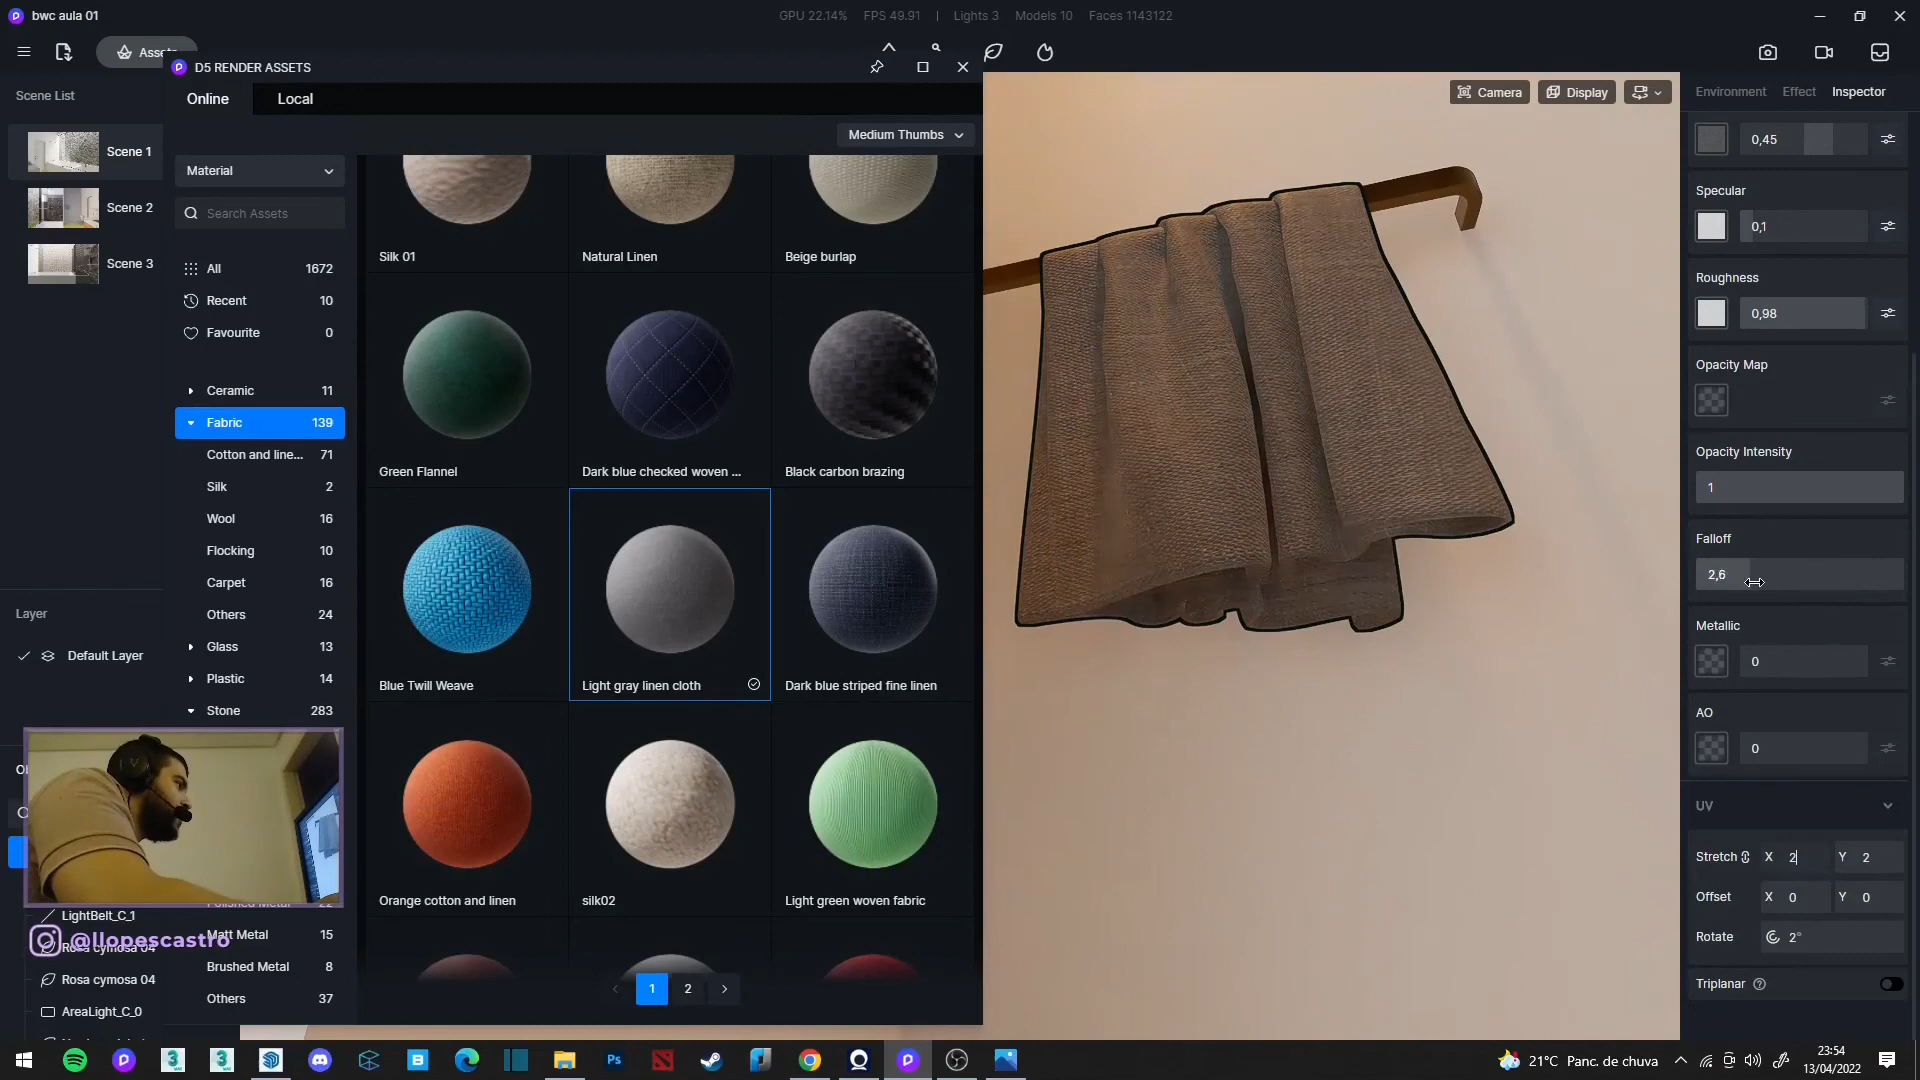 bwc aula 01
GPU 22.14% FPS 49.91 | Lights 3 Models 10 Faces 1143122
D5 RENDER ASSETS
Online Local
Medium Thumbs
Scene List
Scene 1
Scene 2
Scene 3
Layer
Default Layer
LightBelt_C_1
@llopescastro
Rosa cymosa 04
AreaLight_C_0
Material
Search Assets
All 1672
Recent 10
Favourite 0
Ceramic 11
Fabric 139
Cotton and line... 71
Silk 2
Wool 16
Flocking 10
Carpet 16
Others 24
Glass 13
Plastic 14
Stone 283
Matt Metal 15
Brushed Metal 8
Others 37
Silk 01
Natural Linen
Beige burlap
Green Flannel
Dark blue checked woven ...
Black carbon brazing
Blue Twill Weave
Light gray linen cloth
Dark blue striped fine linen
Orange cotton and linen
silk02
Light green woven fabric
1 2
Camera Display
Environment Effect Inspector
0,45
Specular
0,1
Roughness
0,98
Opacity Map
Opacity Intensity
1
Falloff
2,6
Metallic
0
AO
0
UV
Stretch X 2 Y 2
Offset X 0 Y 0
Rotate 2°
Triplanar
21°C Panc. de chuva
23:54
13/04/2022